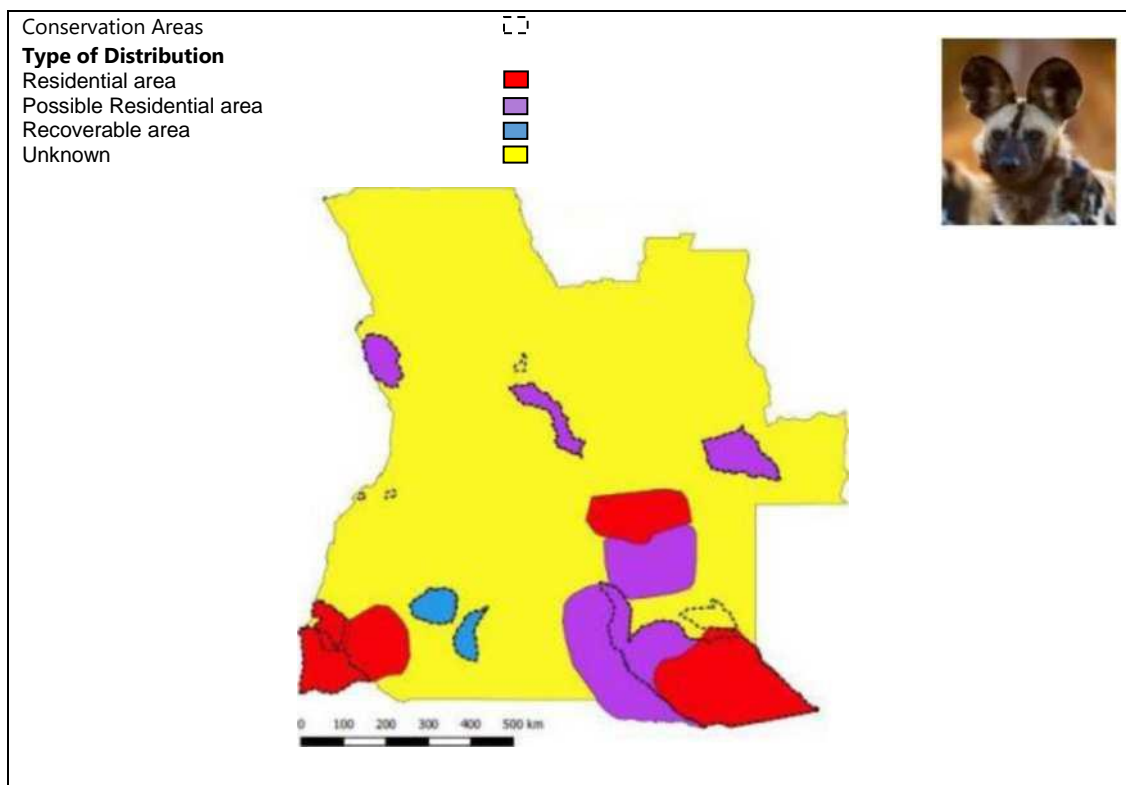 Conservation Areas
Type of Distribution
Residential area
Possible Residential area
Recoverable area
Unknown
0 100 200 300 400 500 km